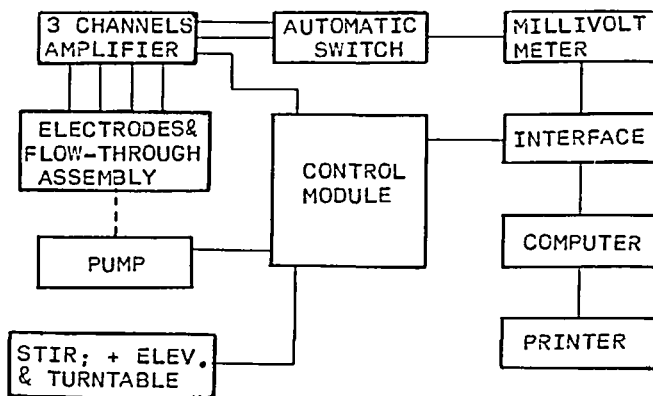 3 CHANNELS
AMPLIFIER
AUTOMATIC
SWITCH
MILLIVOLT
METER
ELECTRODES&
FLOW-THROUGH
ASSEMBLY
CONTROL
MODULE
INTERFACE
PUMP
COMPUTER
STIR; + ELEV.
& TURNTABLE
PRINTER